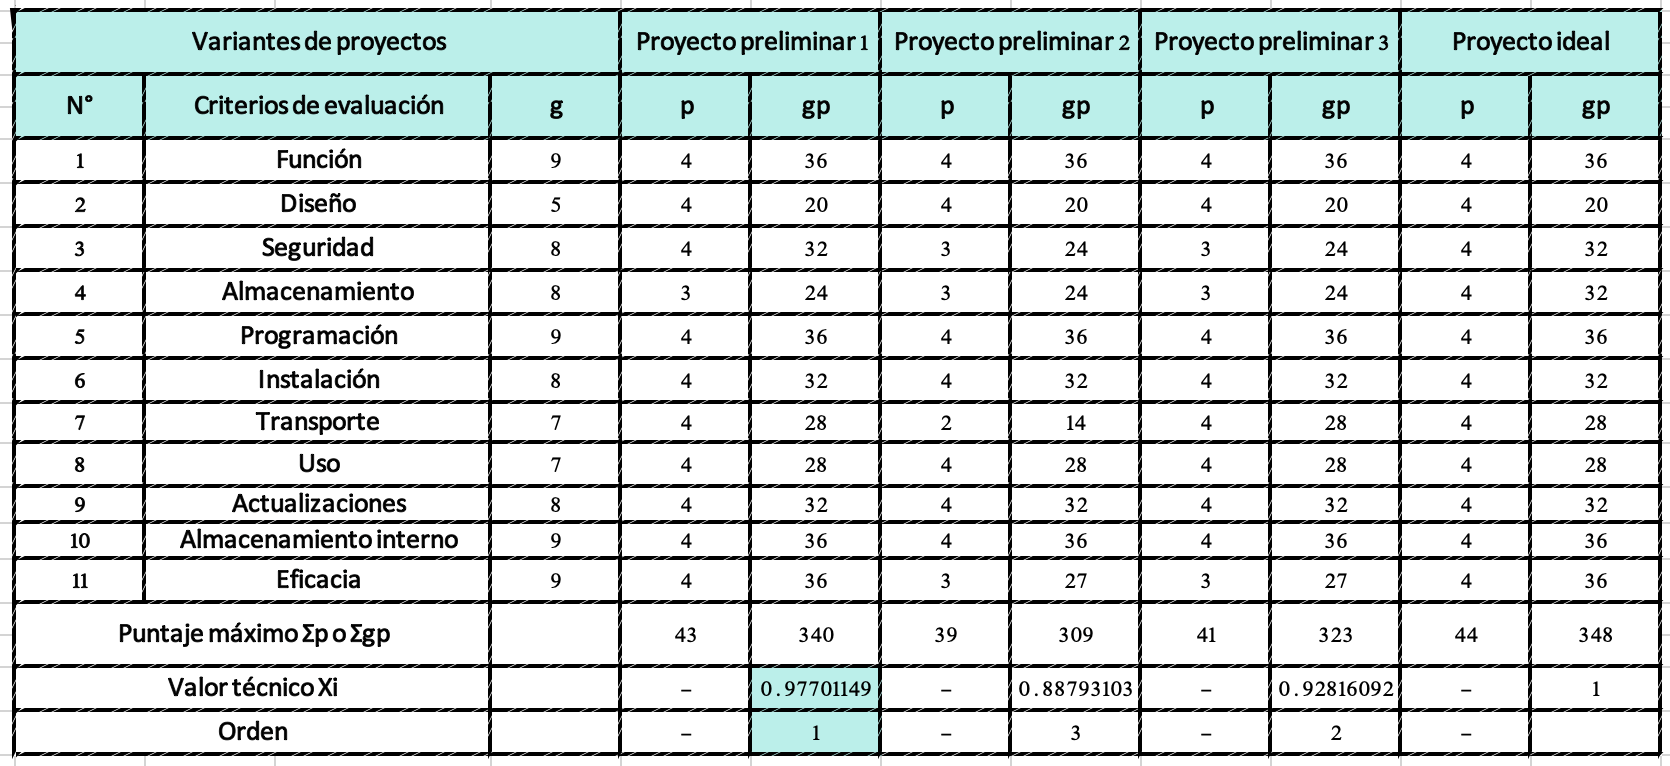 Variantes de proyectos Proyecto preliminar 1 Proyecto preliminar 2 Proyecto preliminar 3 Proyecto ideal
N° Criterios de evaluación g p gp p gp p gp p gp
1 Función 9 4 36 4 36 4 36 4 36
2 Diseño 5 4 20 4 20 4 20 4 20
3 Seguridad 8 4 32 3 24 3 24 4 32
4 Almacenamiento 8 3 24 3 24 3 24 4 32
5 Programación 9 4 36 4 36 4 36 4 36
6 Instalación 8 4 32 4 32 4 32 4 32
7 Transporte 7 4 28 2 14 4 28 4 28
8 Uso 7 4 28 4 28 4 28 4 28
9 Actualizaciones 8 4 32 4 32 4 32 4 32
10 Almacenamiento interno 9 4 36 4 36 4 36 4 36
11 Eficacia 9 4 36 3 27 3 27 4 36
Puntaje máximo Σp o Σgp 43 340 39 309 41 323 44 348
Valor técnico Xi – 0.97701149 – 0.88793103 – 0.92816092 – 1
Orden – 1 – 3 – 2 –